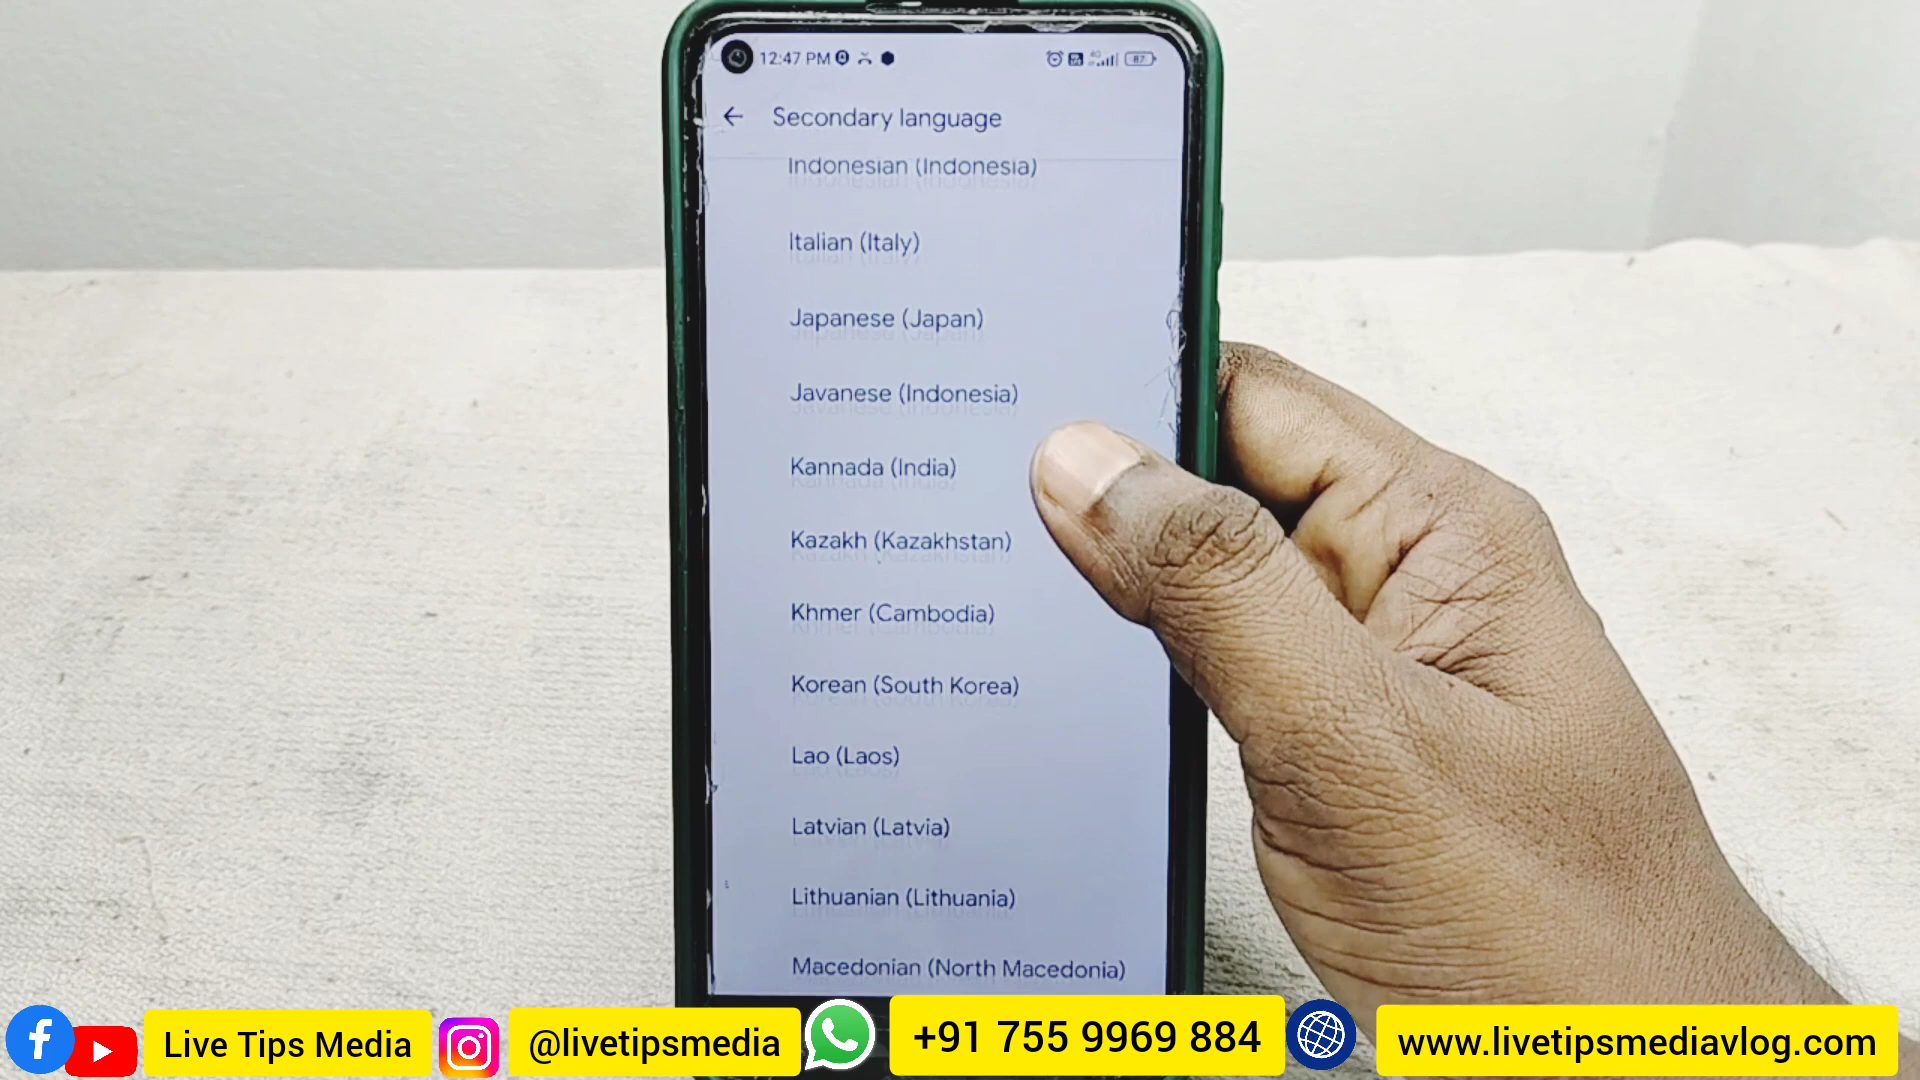 12:47 PM
87
Secondary language
Indonesian (Indonesia)
Italian (Italy)
Japanese (Japan)
Javanese (Indonesia)
Kannada (India)
Kazakh (Kazakhstan)
Khmer (Cambodia)
Korean (South Korea)
Lao (Laos)
Latvian (Latvia)
Lithuanian (Lithuania)
Macedonian (North Macedonia)
Live Tips Media
@livetipsmedia
+91 755 9969 884
www.livetipsmediavlog.com